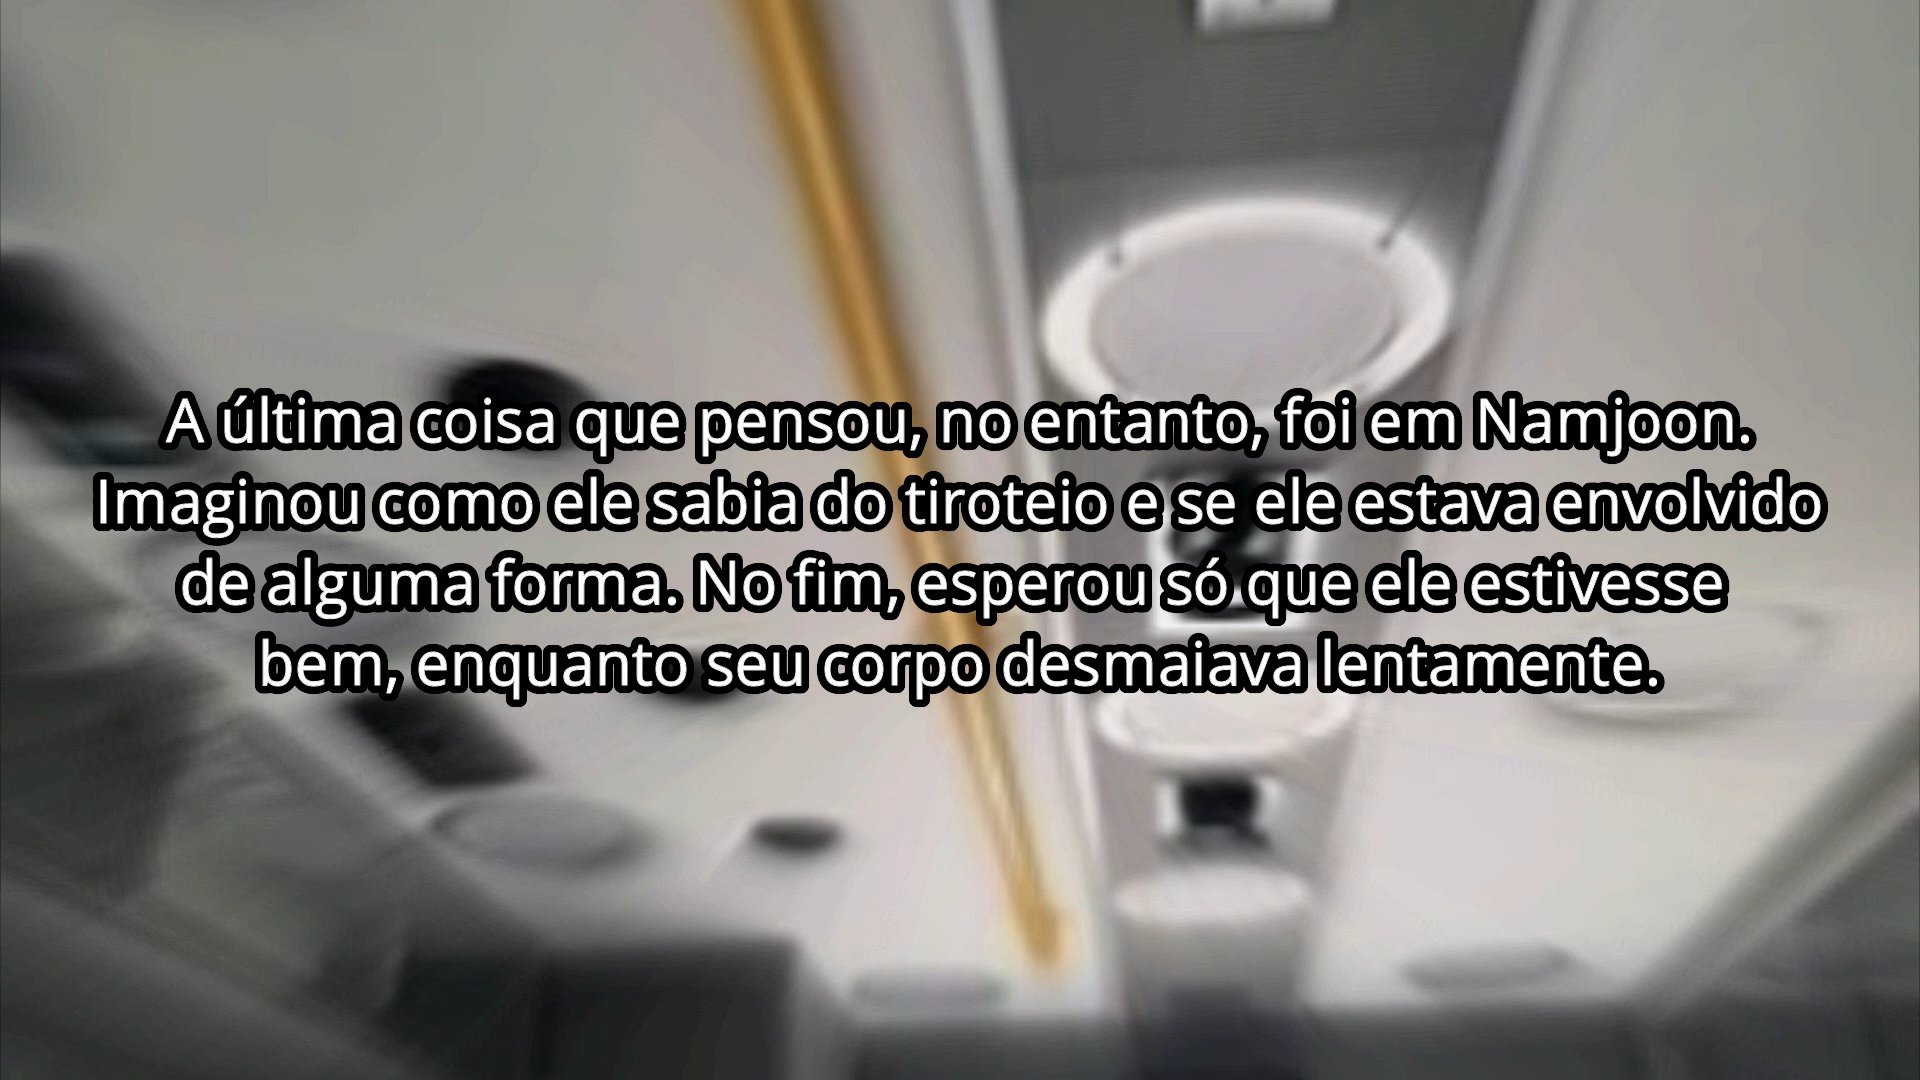 A última coisa que pensou, no entanto, foi em Namjoon.
Imaginou como ele sabia do tiroteio e se ele estava envolvido
de alguma forma. No fim, esperou só que ele estivesse
bem, enquanto seu corpo desmaiava lentamente.